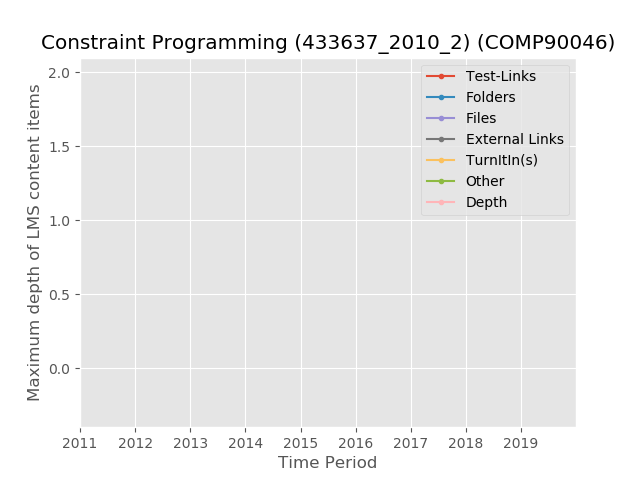 Constraint Programming (433637_2010_2) (COMP90046)
Maximum depth of LMS content items
2.0
1.5
1.0
0.5
0.0
Test-Links
Folders
Files
External Links
TurnItIn(s)
Other
Depth
2011 2012 2013 2014 2015 2016 2017 2018 2019
Time Period